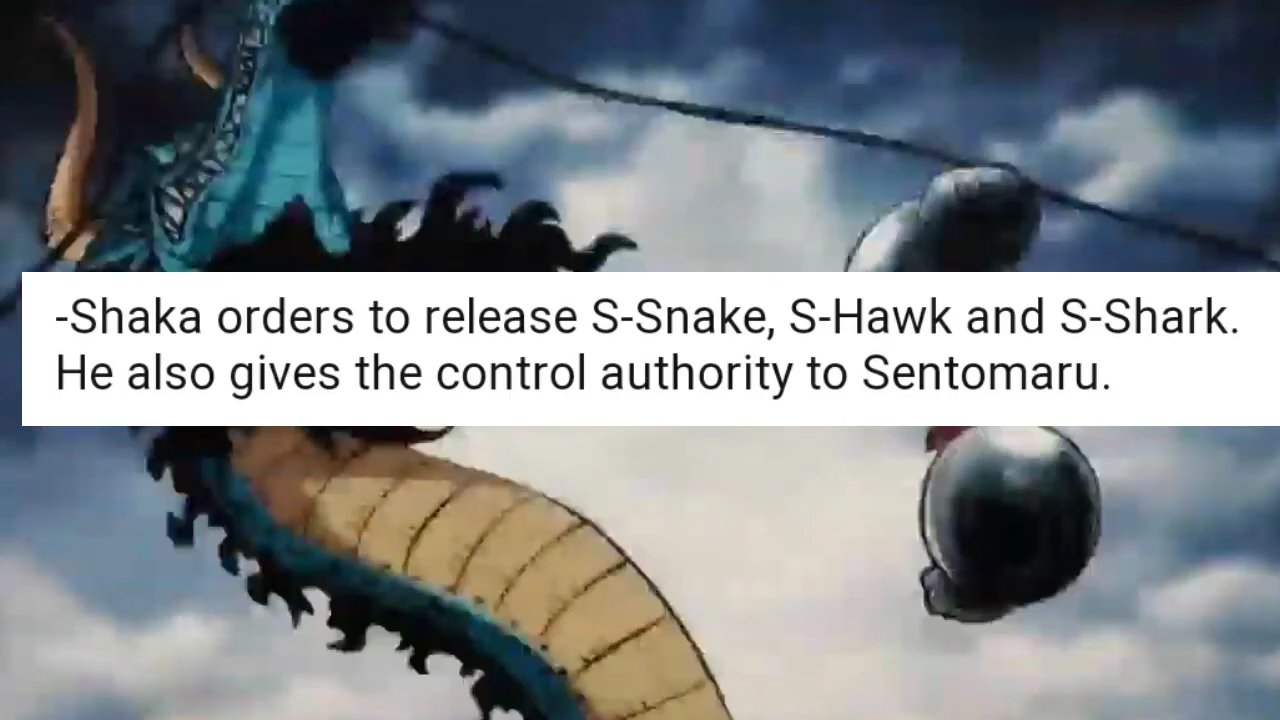 -Shaka orders to release S-Snake, S-Hawk and S-Shark.
He also gives the control authority to Sentomaru.